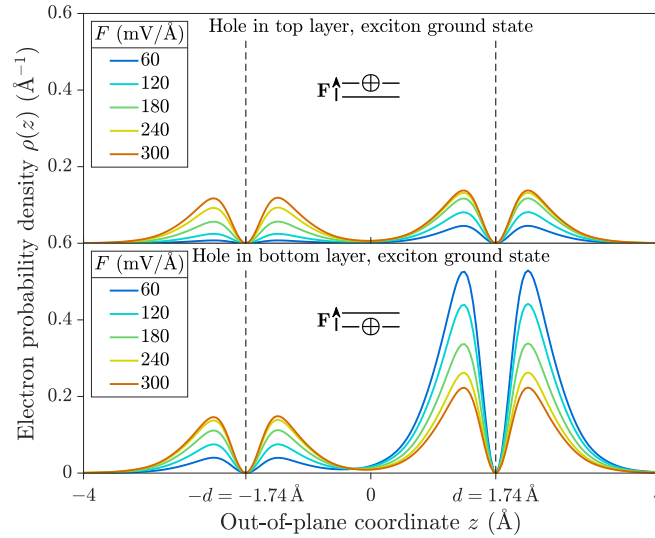 Electron probability density ρ(z) (Å⁻¹)
0.6
Hole in top layer, exciton ground state
F (mV/Å)
60
120
180
240
300
F
0.4
0.2
0.6
Hole in bottom layer, exciton ground state
F (mV/Å)
60
120
180
240
300
F
0.4
0.2
0
−4
−d = −1.74 Å
0
d = 1.74 Å
Out-of-plane coordinate z (Å)